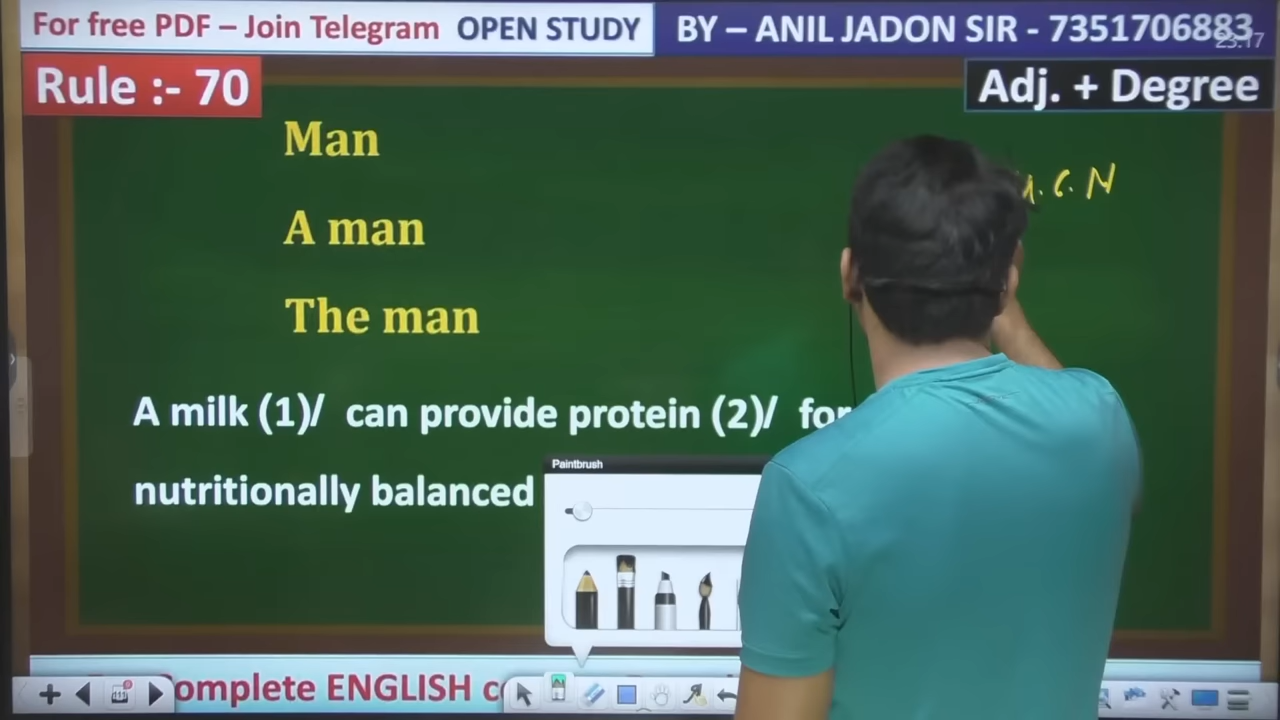 For free PDF – Join Telegram OPEN STUDY
BY – ANIL JADON SIR - 7351706883
23:17
Rule :- 70
Adj. + Degree
Man
A man
The man
A milk (1)/ can provide protein (2)/ for
nutritionally balanced
Paintbrush
omplete ENGLISH c